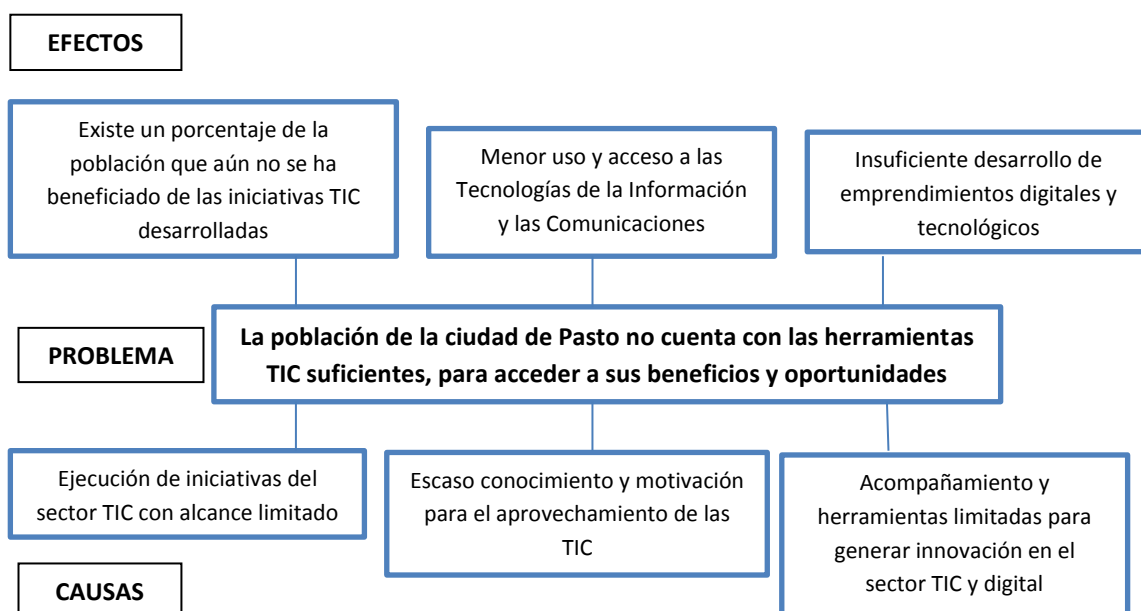 EFECTOS
Existe un porcentaje de la
población que aún no se ha
beneficiado de las iniciativas TIC
desarrolladas
Menor uso y acceso a las
Tecnologías de la Información
y las Comunicaciones
Insuficiente desarrollo de
emprendimientos digitales y
tecnológicos
PROBLEMA
La población de la ciudad de Pasto no cuenta con las herramientas
TIC suficientes, para acceder a sus beneficios y oportunidades
Ejecución de iniciativas del
sector TIC con alcance limitado
Escaso conocimiento y motivación
para el aprovechamiento de las
TIC
Acompañamiento y
herramientas limitadas para
generar innovación en el
sector TIC y digital
CAUSAS